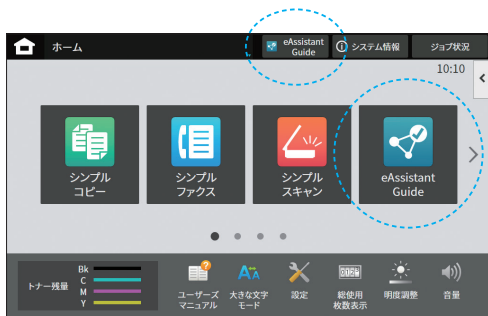 ホーム
eAssistant
Guide
システム情報
ジョブ状況
10:10
シンプル
コピー
シンプル
ファクス
シンプル
スキャン
eAssistant
Guide
トナー残量
Bk
C
M
Y
ユーザーズ
マニュアル
大きな文字
モード
設定
総使用
枚数表示
明度調整
音量